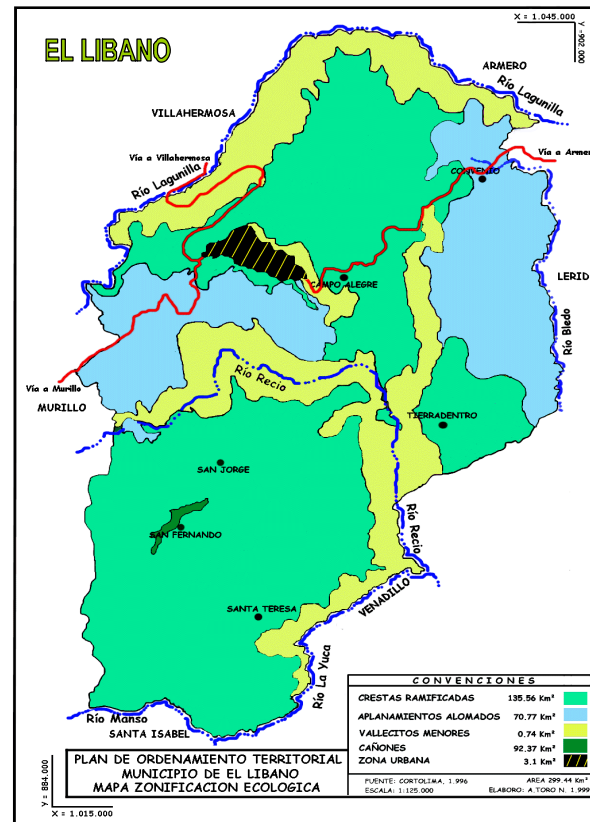 X = 1.045.000
Y =962.000
EL LIBANO
ARMERO
Río Lagunilla
VILLAHERMOSA
Vía a Villahermosa
Vía a Armer
Río Lagunilla
CONVENIO
LERID
CAMPO ALEGRE
Río Bledo
Río Recio
Vía a Murillo
MURILLO
TIERRADENTRO
SAN JORGE
Río Recio
SAN FERNANDO
VENADILLO
SANTA TERESA
Río La Yuca
Río Manso
SANTA ISABEL
CONVENCIONES
CRESTAS RAMIFICADAS 135.56 Km²
APLANAMIENTOS ALOMADOS 70.77 Km²
VALLECITOS MENORES 0.74 Km²
CAÑONES 92.37 Km²
ZONA URBANA 3.1 Km²
FUENTE: CORTOLIMA, 1.996 AREA 299.44 Km²
ESCALA: 1:125.000 ELABORO: A.TORO N. 1.999
PLAN DE ORDENAMIENTO TERRITORIAL
MUNICIPIO DE EL LIBANO
MAPA ZONIFICACION ECOLOGICA
Y = 884.000
X = 1.015.000